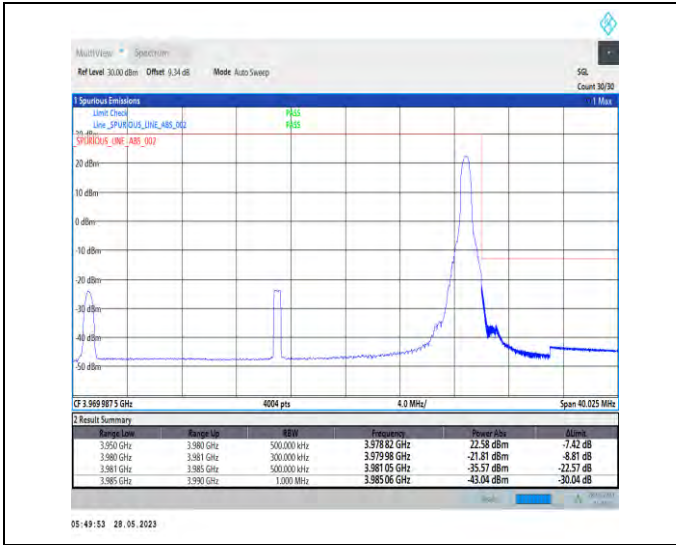 MultiView Spectrum
Ref Level 30.00 dBm Offset 9.34 dB Mode Auto Sweep SGL
Count 30/30
1 Spurious Emissions 1 Max
Limit Check PASS
Line _SPURIOUS_LINE_ABS_002 PASS
_SPURIOUS_LINE_ABS_002
20 dBm
10 dBm
0 dBm
-10 dBm
-20 dBm
-30 dBm
-40 dBm
-50 dBm
CF 3.9699875 GHz 4004 pts 4.0 MHz/ Span 40.025 MHz
2 Result Summary
Range Low Range Up RBW Frequency Power Abs ΔLimit
3.950 GHz 3.980 GHz 500.000 kHz 3.978 82 GHz 22.58 dBm -7.42 dB
3.980 GHz 3.981 GHz 300.000 kHz 3.979 98 GHz -21.81 dBm -8.81 dB
3.981 GHz 3.985 GHz 500.000 kHz 3.981 05 GHz -35.57 dBm -22.57 dB
3.985 GHz 3.990 GHz 1.000 MHz 3.985 06 GHz -43.04 dBm -30.04 dB
05:49:53 28.05.2023